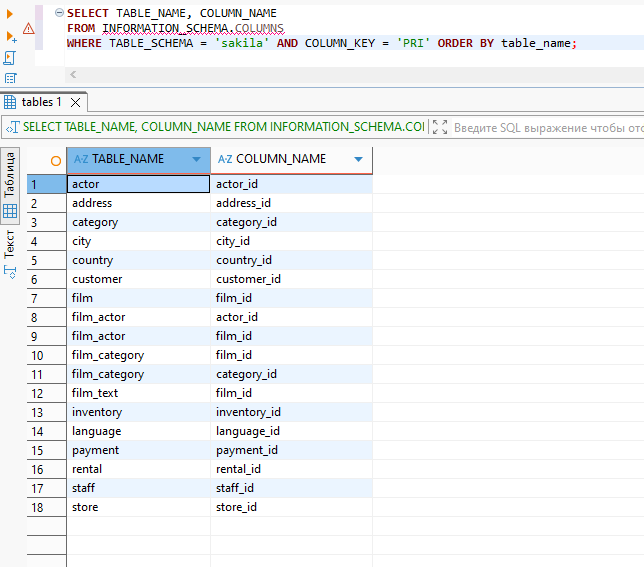 SELECT TABLE_NAME, COLUMN_NAME
FROM INFORMATION_SCHEMA.COLUMNS
WHERE TABLE_SCHEMA = 'sakila' AND COLUMN_KEY = 'PRI' ORDER BY table_name;
tables 1
SELECT TABLE_NAME, COLUMN_NAME FROM INFORMATION_SCHEMA.COI Введите SQL выражение чтобы отс
Таблица
Текст
A-Z TABLE_NAME A-Z COLUMN_NAME
1 actor actor_id
2 address address_id
3 category category_id
4 city city_id
5 country country_id
6 customer customer_id
7 film film_id
8 film_actor actor_id
9 film_actor film_id
10 film_category film_id
11 film_category category_id
12 film_text film_id
13 inventory inventory_id
14 language language_id
15 payment payment_id
16 rental rental_id
17 staff staff_id
18 store store_id